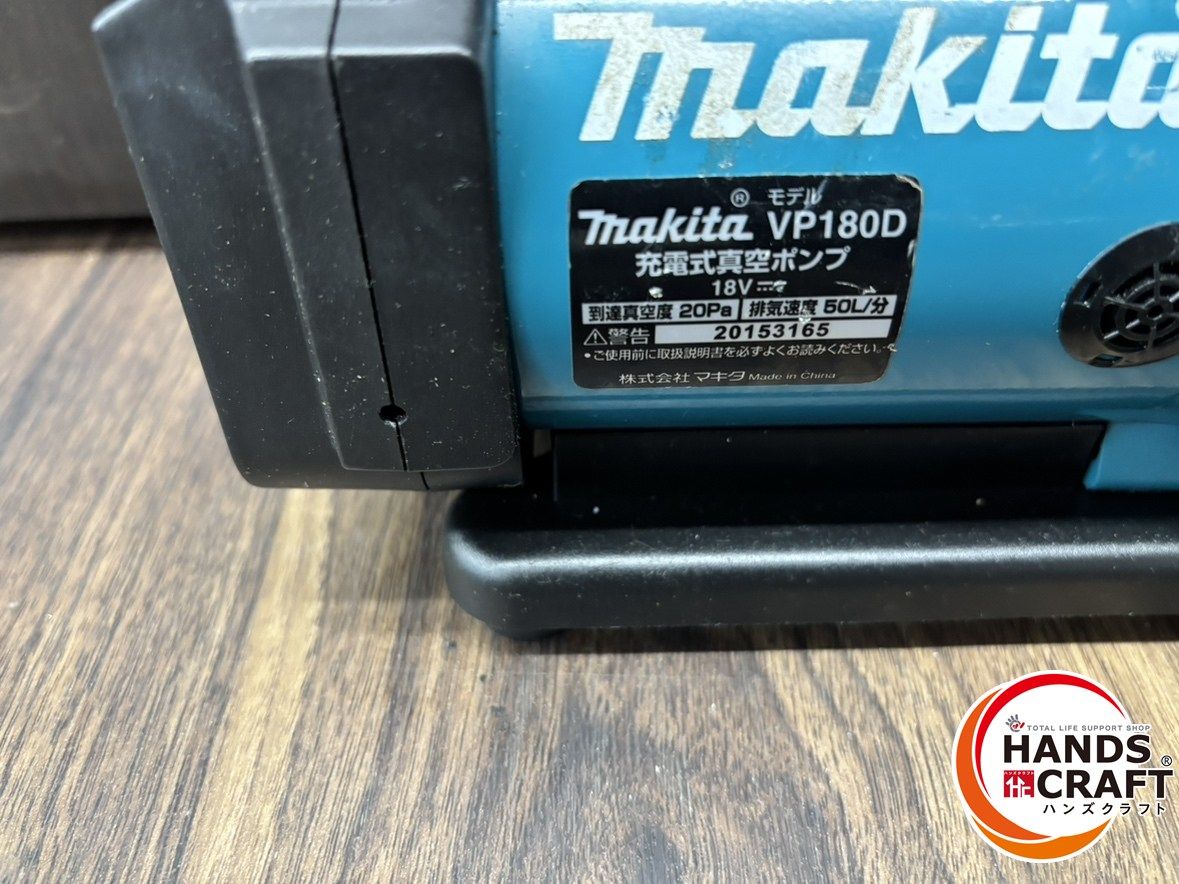 makita
® モデル
makita VP180D
充電式真空ポンプ
18V
到達真空度 20Pa 排気速度 50L/分
警告 20153165
・ご使用前に取扱説明書を必ずよくお読みください。
株式会社 マキタ Made in China
TOTAL LIFE SUPPORT SHOP
HANDS
CRAFT®
ハンズクラフト